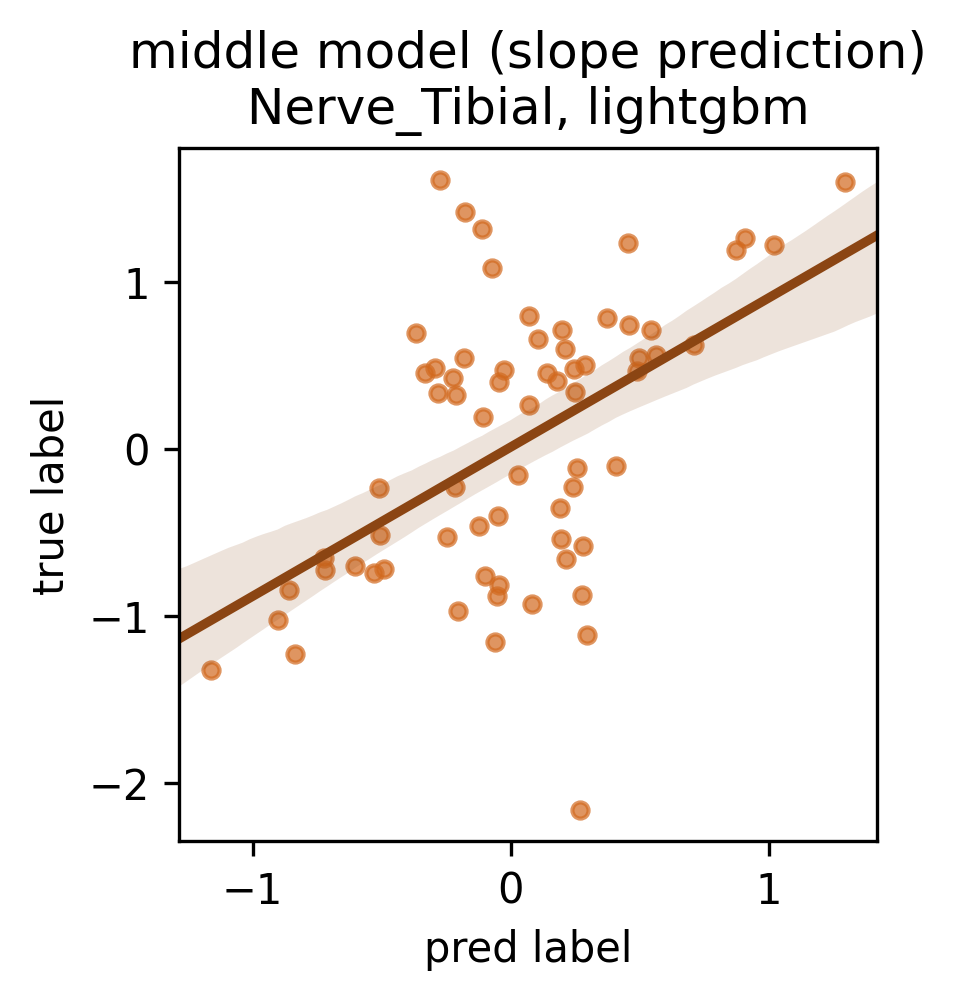 middle model (slope prediction)
Nerve_Tibial, lightgbm
true label
1
0
−1
−2
−1
0
1
pred label